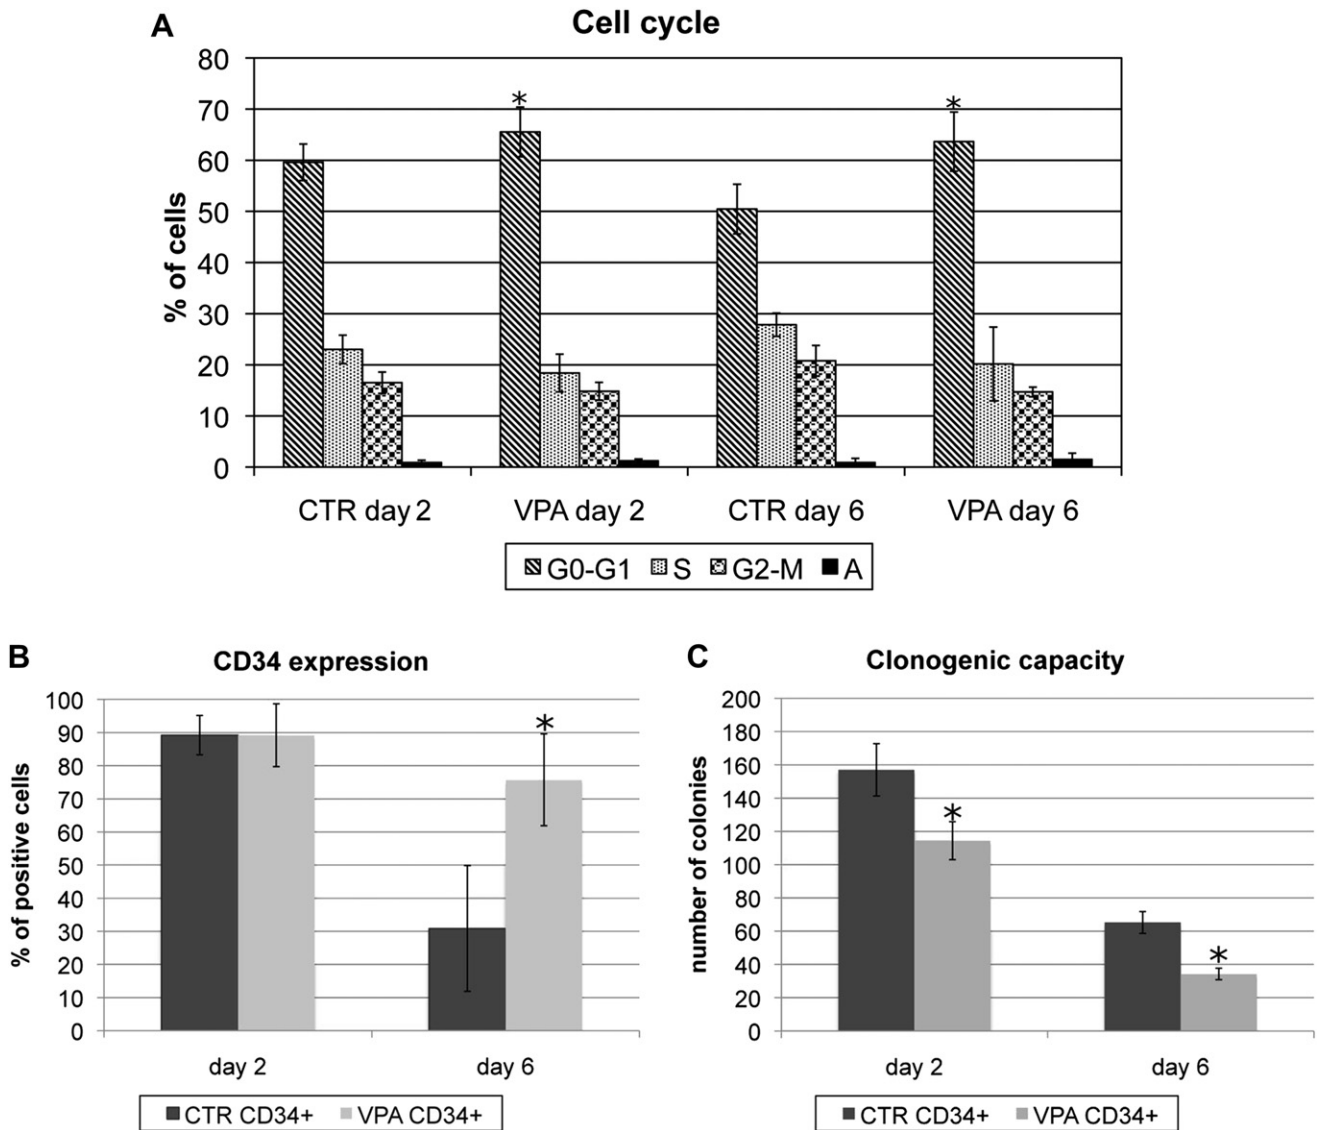 A
Cell cycle
80
70
60
50
40
30
20
10
0
% of cells
*
*
CTR day 2 VPA day 2 CTR day 6 VPA day 6
G0-G1 S G2-M A
B
CD34 expression
100
90
80
70
60
50
40
30
20
10
0
% of positive cells
*
day 2 day 6
CTR CD34+ VPA CD34+
C
Clonogenic capacity
200
180
160
140
120
100
80
60
40
20
0
number of colonies
*
*
day 2 day 6
CTR CD34+ VPA CD34+